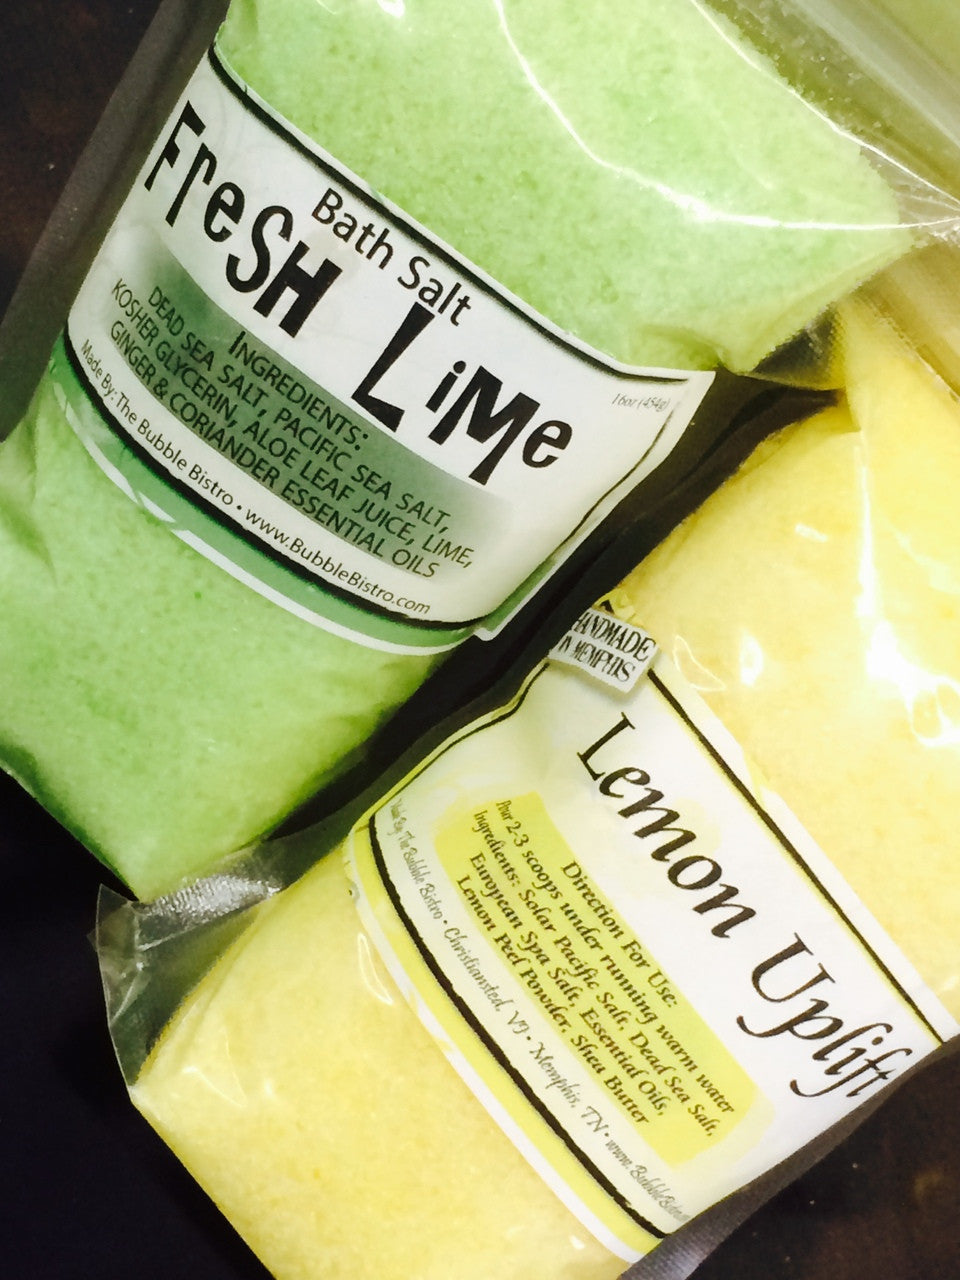 Bath Salt
Fresh Lime
16oz (454g)
INGREDIENTS:
DEAD SEA SALT, PACIFIC SEA SALT,
KOSHER GLYCERIN, ALOE LEAF JUICE, LIME,
GINGER & CORIANDER ESSENTIAL OILS
Made By: The Bubble Bistro • www.BubbleBistro.com
HANDMADE
IN MEMPHIS
Lemon Uplift
Direction For Use:
Pour 2-3 scoops under running warm water
Ingredients: Solar Pacific Salt, Dead Sea Salt,
European Spa Salt, Essential Oils,
Lemon Peel Powder, Shea Butter
Made By The Bubble Bistro • Christiansted, VI • Memphis, TN • www.BubbleBistro